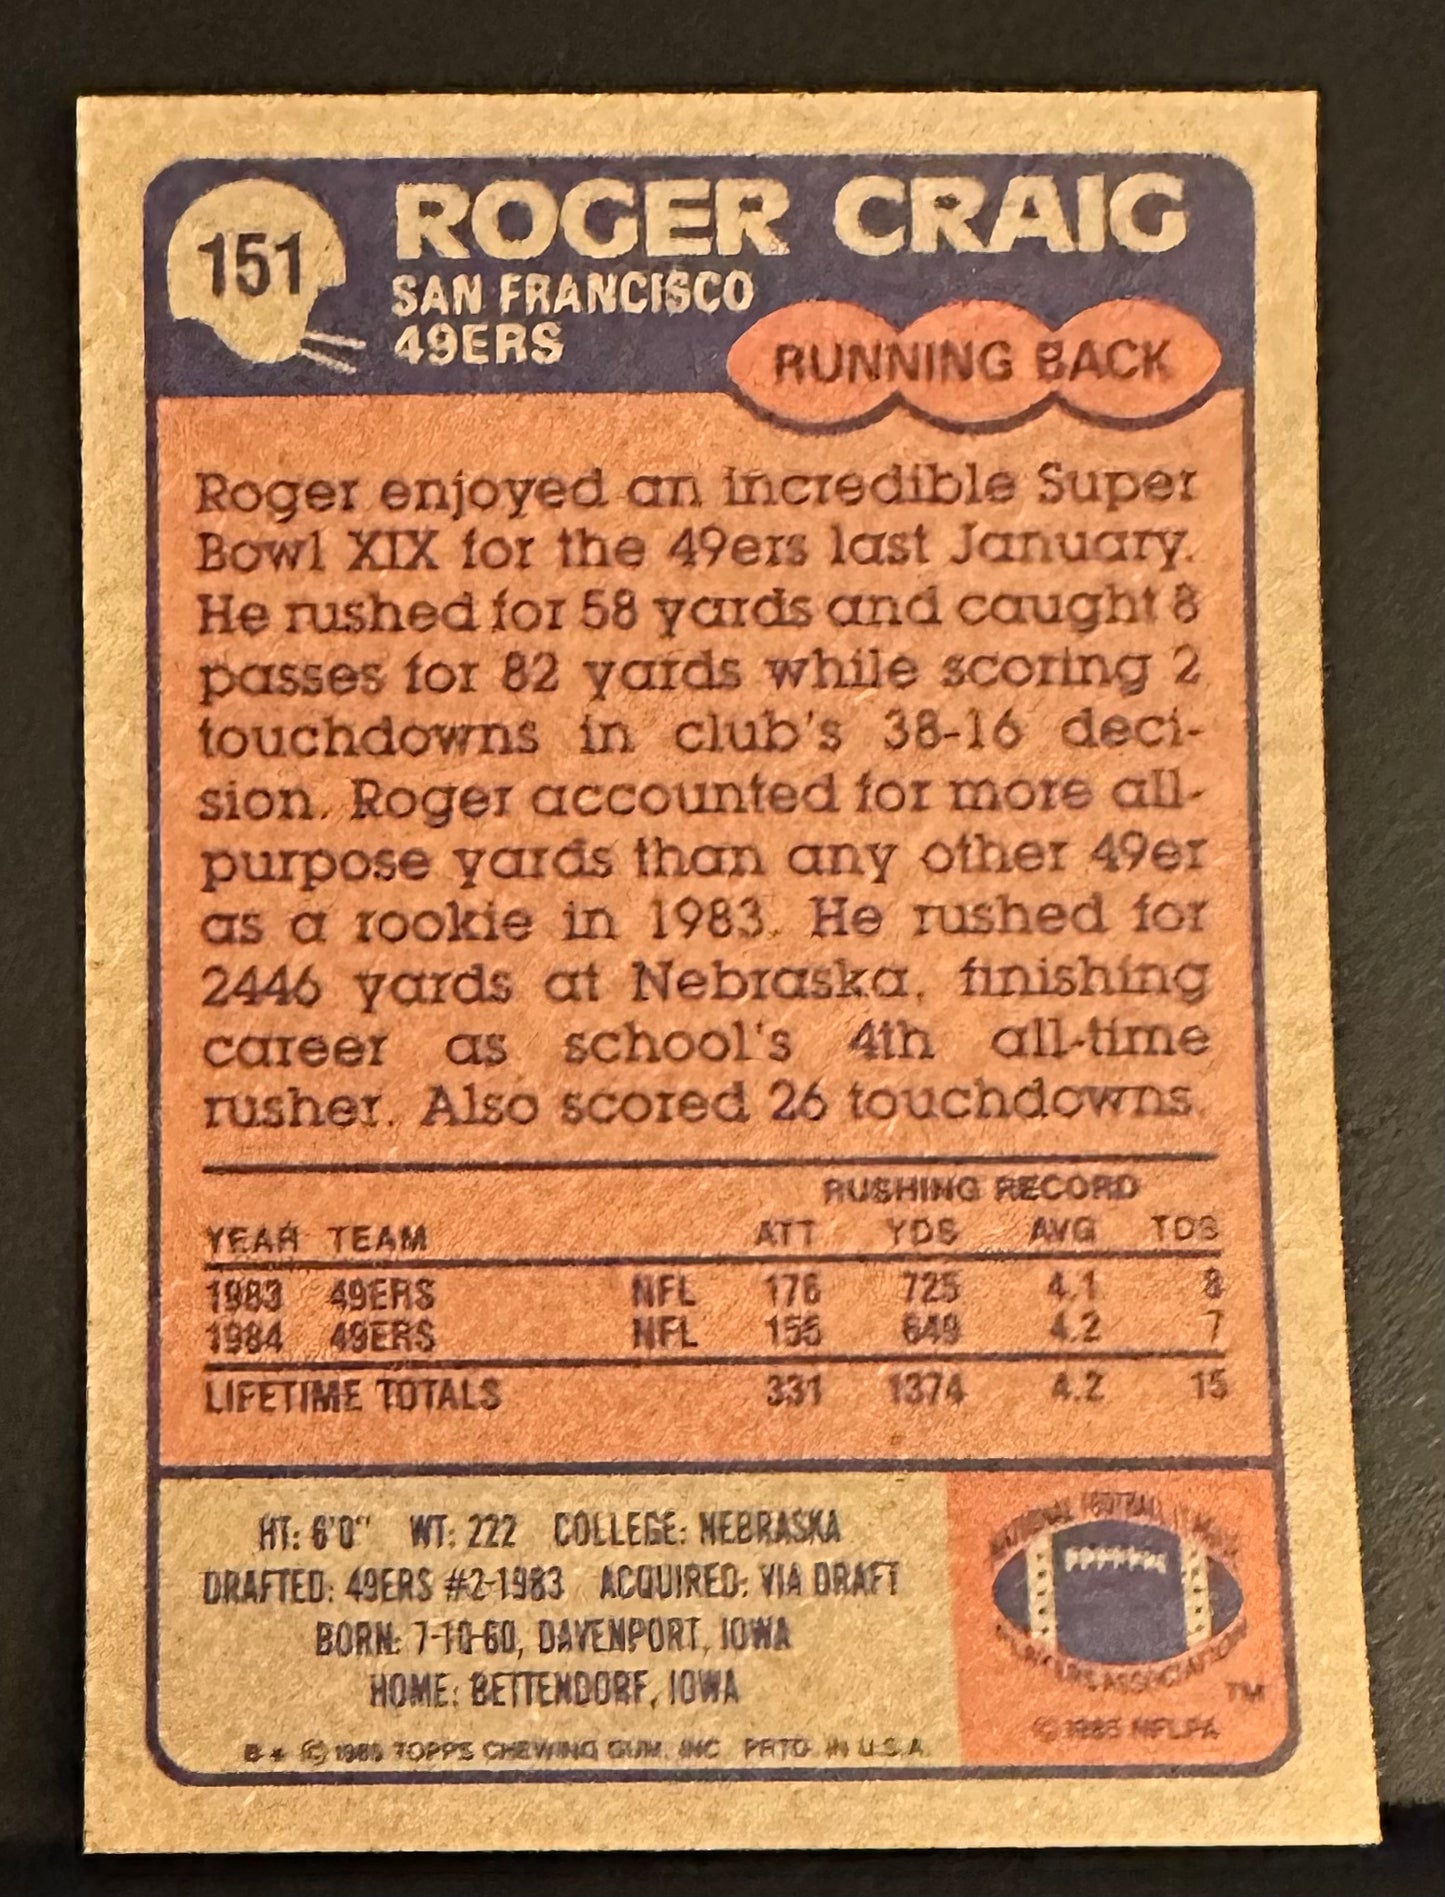 151
ROGER CRAIG
SAN FRANCISCO
49ERS
RUNNING BACK
Roger enjoyed an incredible Super
Bowl XIX for the 49ers last January.
He rushed for 58 yards and caught 8
passes for 82 yards while scoring 2
touchdowns in club's 38-16 deci-
sion. Roger accounted for more all-
purpose yards than any other 49er
as a rookie in 1983. He rushed for
2446 yards at Nebraska, finishing
career as school's 4th all-time
rusher. Also scored 26 touchdowns.
RUSHING RECORD
YEAR TEAM ATT YDS AVG TDS
1983 49ERS NFL 176 725 4.1 8
1984 49ERS NFL 155 649 4.2 7
LIFETIME TOTALS 331 1374 4.2 15
HT: 6'0" WT: 222 COLLEGE: NEBRASKA
DRAFTED: 49ERS #2-1983 ACQUIRED: VIA DRAFT
BORN: 7-10-60, DAVENPORT, IOWA
HOME: BETTENDORF, IOWA
B * © 1985 TOPPS CHEWING GUM, INC. PRTD. IN U.S.A.
NATIONAL FOOTBALL LEAGUE
PLAYERS ASSOCIATION
TM
© 1985 NFLPA